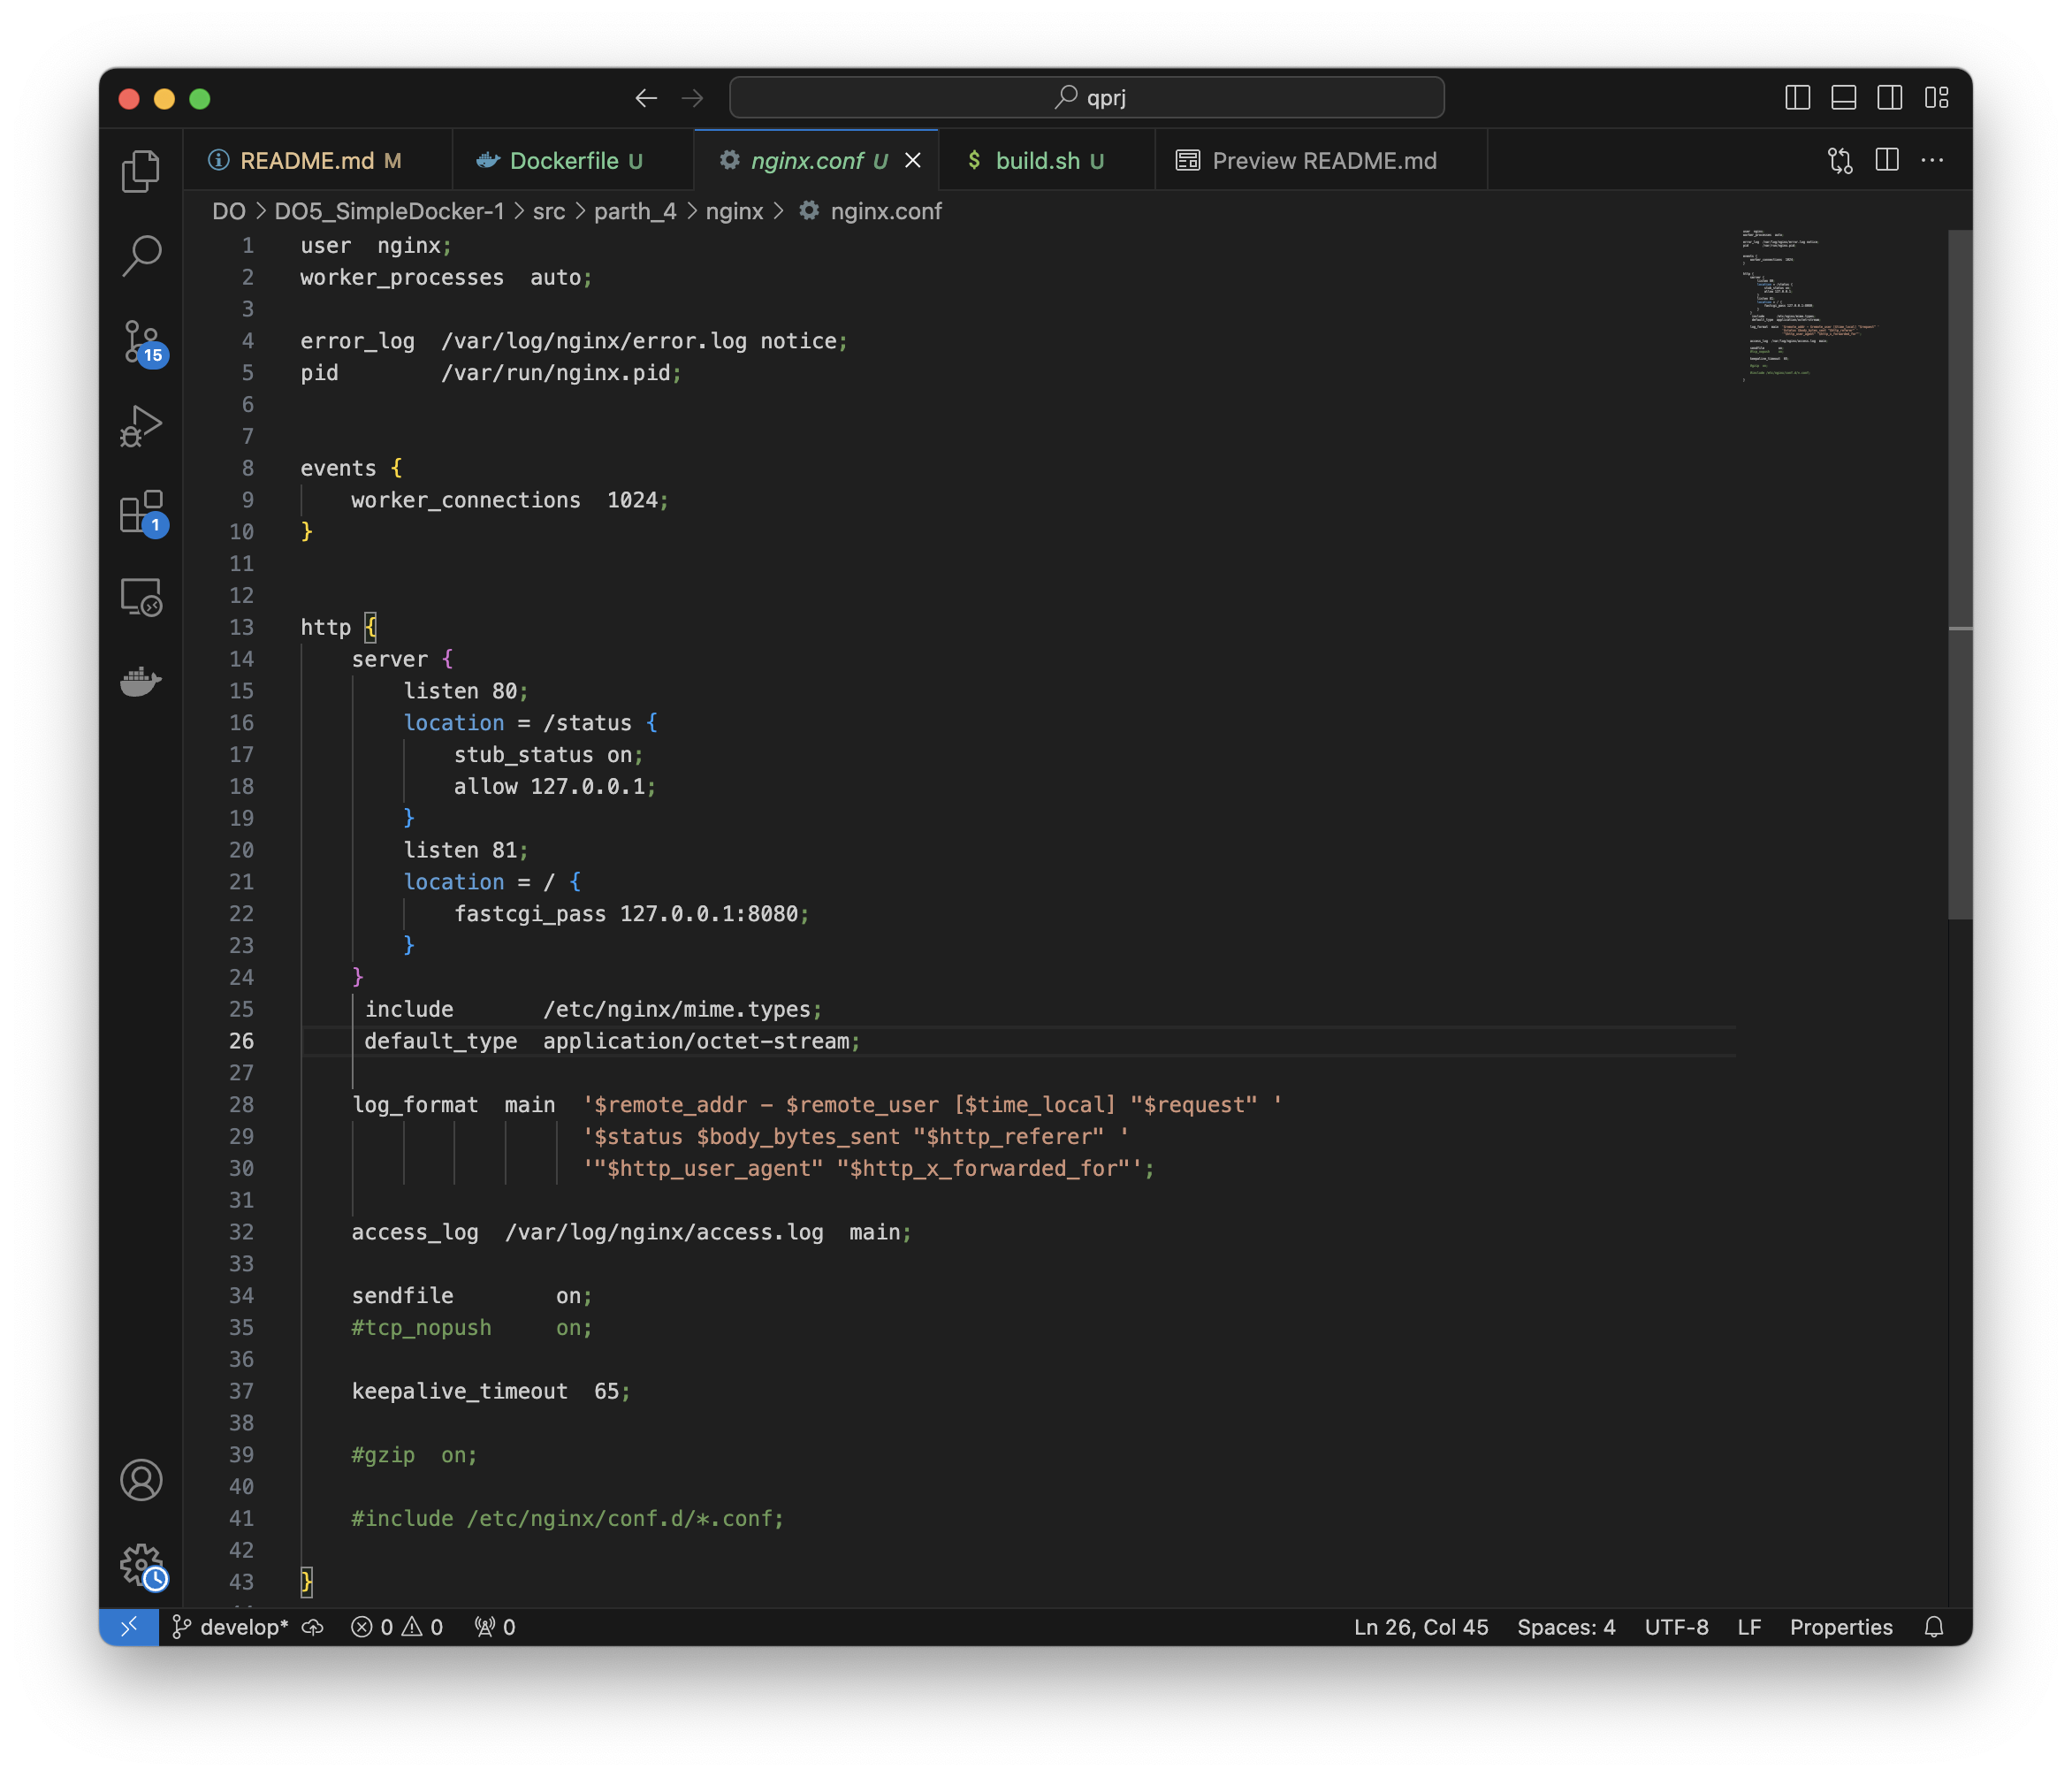 qprj
README.md M
Dockerfile U
nginx.conf U
build.sh U
Preview README.md
DO > DO5_SimpleDocker-1 > src > parth_4 > nginx > nginx.conf
1 user  nginx;
2 worker_processes  auto;
3
4 error_log  /var/log/nginx/error.log notice;
5 pid        /var/run/nginx.pid;
6
7
8 events {
9     worker_connections  1024;
10 }
11
12
13 http {
14     server {
15         listen 80;
16         location = /status {
17             stub_status on;
18             allow 127.0.0.1;
19         }
20         listen 81;
21         location = / {
22             fastcgi_pass 127.0.0.1:8080;
23         }
24     }
25      include       /etc/nginx/mime.types;
26      default_type  application/octet-stream;
27
28     log_format  main  '$remote_addr - $remote_user [$time_local] "$request" '
29                       '$status $body_bytes_sent "$http_referer" '
30                       '"$http_user_agent" "$http_x_forwarded_for"';
31
32     access_log  /var/log/nginx/access.log  main;
33
34     sendfile        on;
35     #tcp_nopush     on;
36
37     keepalive_timeout  65;
38
39     #gzip  on;
40
41     #include /etc/nginx/conf.d/*.conf;
42
43 }
15
1
develop* 0 0 0
Ln 26, Col 45 Spaces: 4 UTF-8 LF Properties